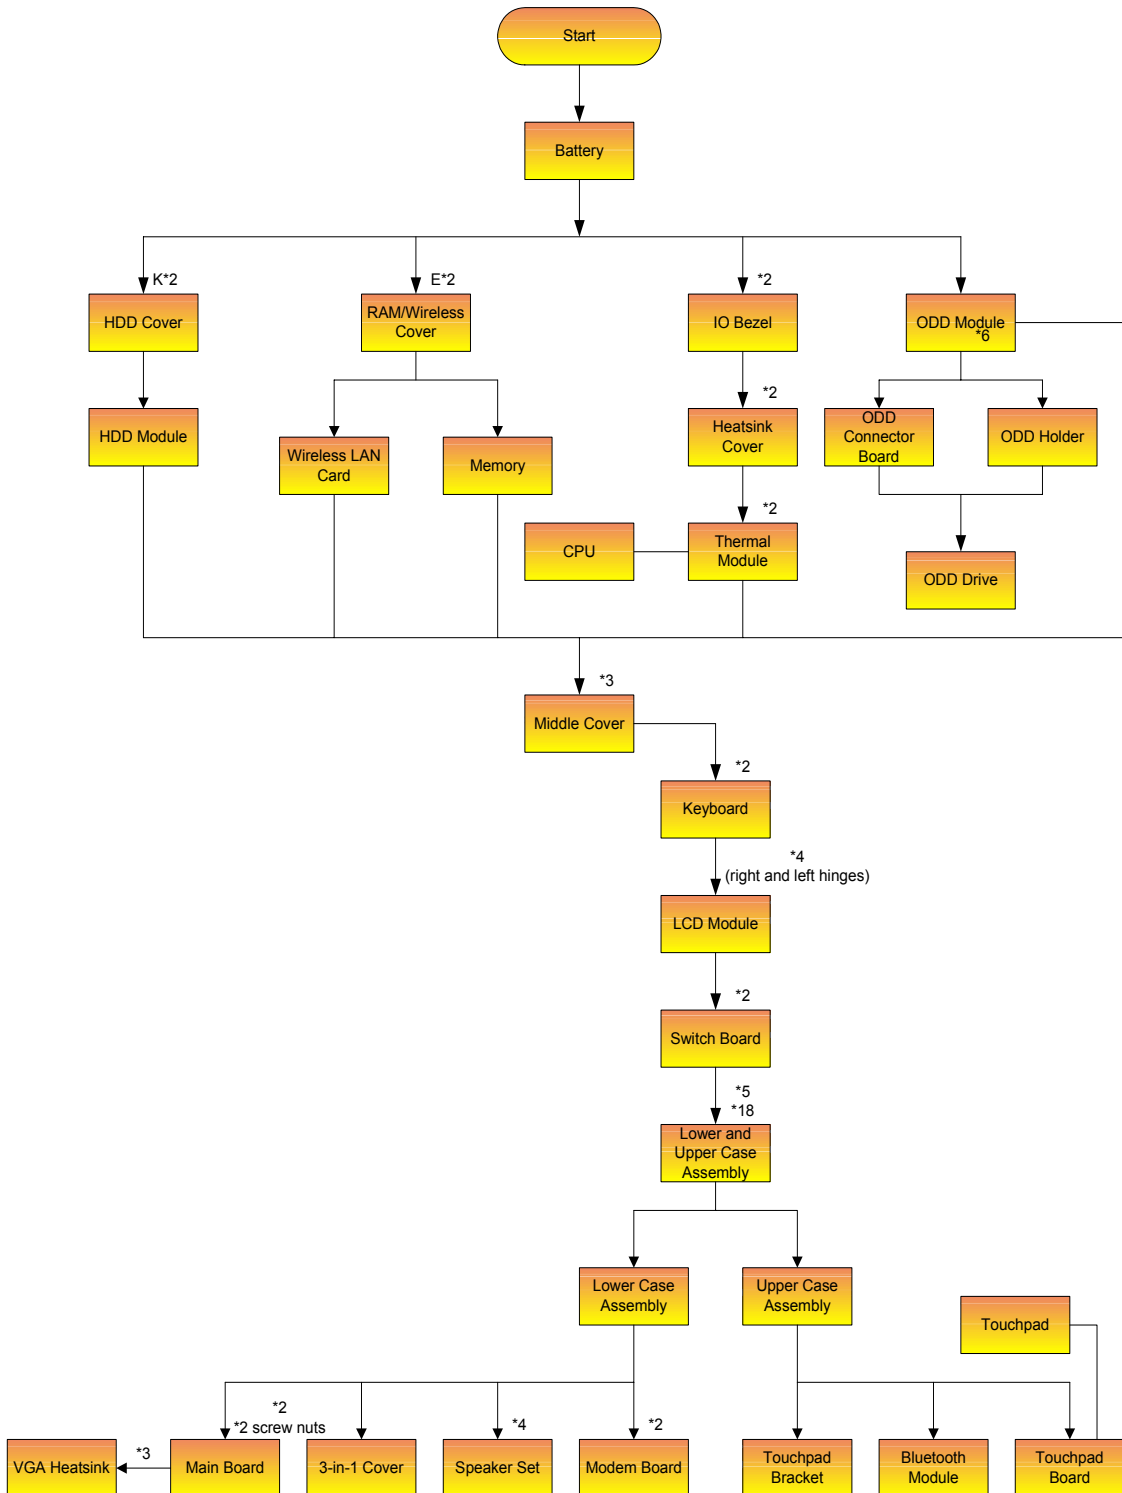 Start
Battery
K*2
E*2
*2
HDD Cover
RAM/Wireless
Cover
IO Bezel
ODD Module
*6
*2
HDD Module
Wireless LAN
Card
Memory
Heatsink
Cover
ODD
Connector
Board
ODD Holder
*2
CPU
Thermal
Module
ODD Drive
*3
Middle Cover
*2
Keyboard
*4
(right and left hinges)
LCD Module
*2
Switch Board
*5
*18
Lower and
Upper Case
Assembly
Lower Case
Assembly
Upper Case
Assembly
Touchpad
*2
*2 screw nuts
*4
*2
*3
VGA Heatsink
Main Board
3-in-1 Cover
Speaker Set
Modem Board
Touchpad
Bracket
Bluetooth
Module
Touchpad
Board